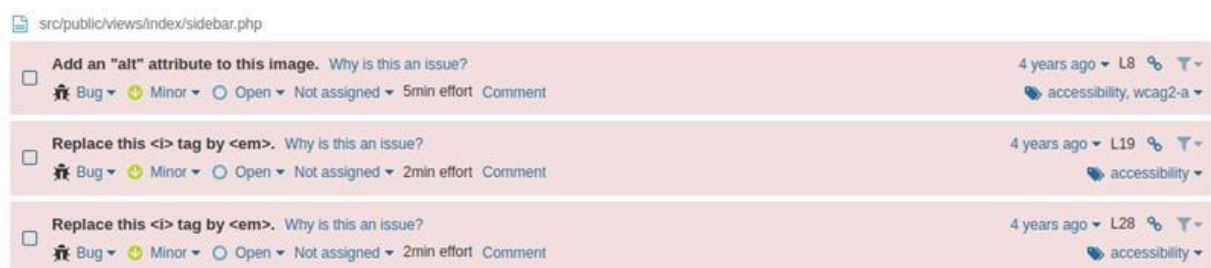 src/public/views/index/sidebar.php
Add an "alt" attribute to this image. Why is this an issue? 4 years ago L8
Bug Minor Open Not assigned 5min effort Comment accessibility, wcag2-a
Replace this <i> tag by <em>. Why is this an issue? 4 years ago L19
Bug Minor Open Not assigned 2min effort Comment accessibility
Replace this <i> tag by <em>. Why is this an issue? 4 years ago L28
Bug Minor Open Not assigned 2min effort Comment accessibility